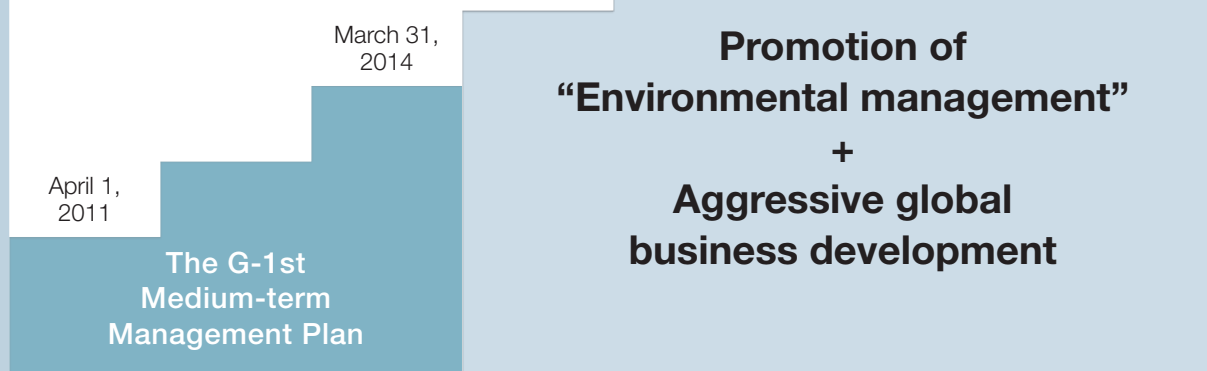 March 31,
2014
April 1,
2011
The G-1st
Medium-term
Management Plan
Promotion of
“Environmental management”
+
Aggressive global
business development